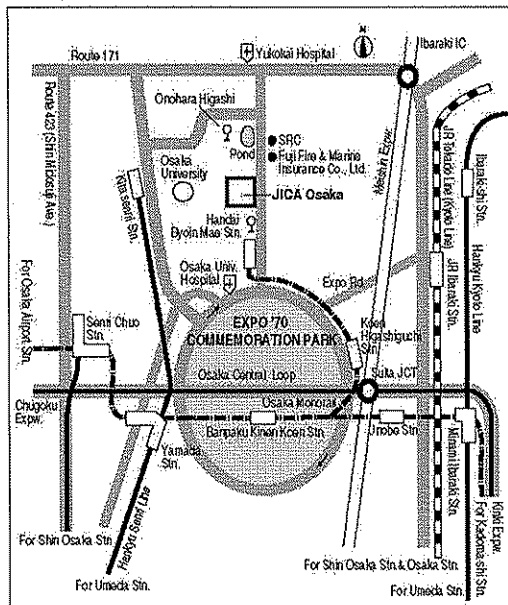 N
Ibaraki IC
Route 171
Yukokai Hospital
Route 423 (Shin Midosuji Ave.)
Onohara Higashi
Pond
SRC
Fuji Fire & Marine
Insurance Co., Ltd.
Osaka
University
JICA Osaka
Meishin Expw.
JR Tokaido Line (Kyoto Line)
Ibaraki-shi Stn.
Hankyu Kyoto Line
JR Ibaraki Stn.
Kita Senri Stn.
Handai
Byoin Mae Stn.
Osaka Univ.
Hospital
Expo Rd.
For Osaka Airport Stn.
Senri Chuo
Stn.
EXPO '70
COMMEMORATION PARK
Koen
Higashiguchi
Stn.
Osaka Central Loop
Suita JCT
Chugoku
Expw.
Osaka Monorail
Yamada
Stn.
Banpaku Kinen Koen Stn.
Unobe Stn.
Minami Ibaraki Stn.
Hankyu Senri Line
Kinki Expw.
For Kadoma-shi Stn.
For Shin Osaka Stn.
For Umeda Stn.
For Shin Osaka Stn. & Osaka Stn.
For Umeda Stn.